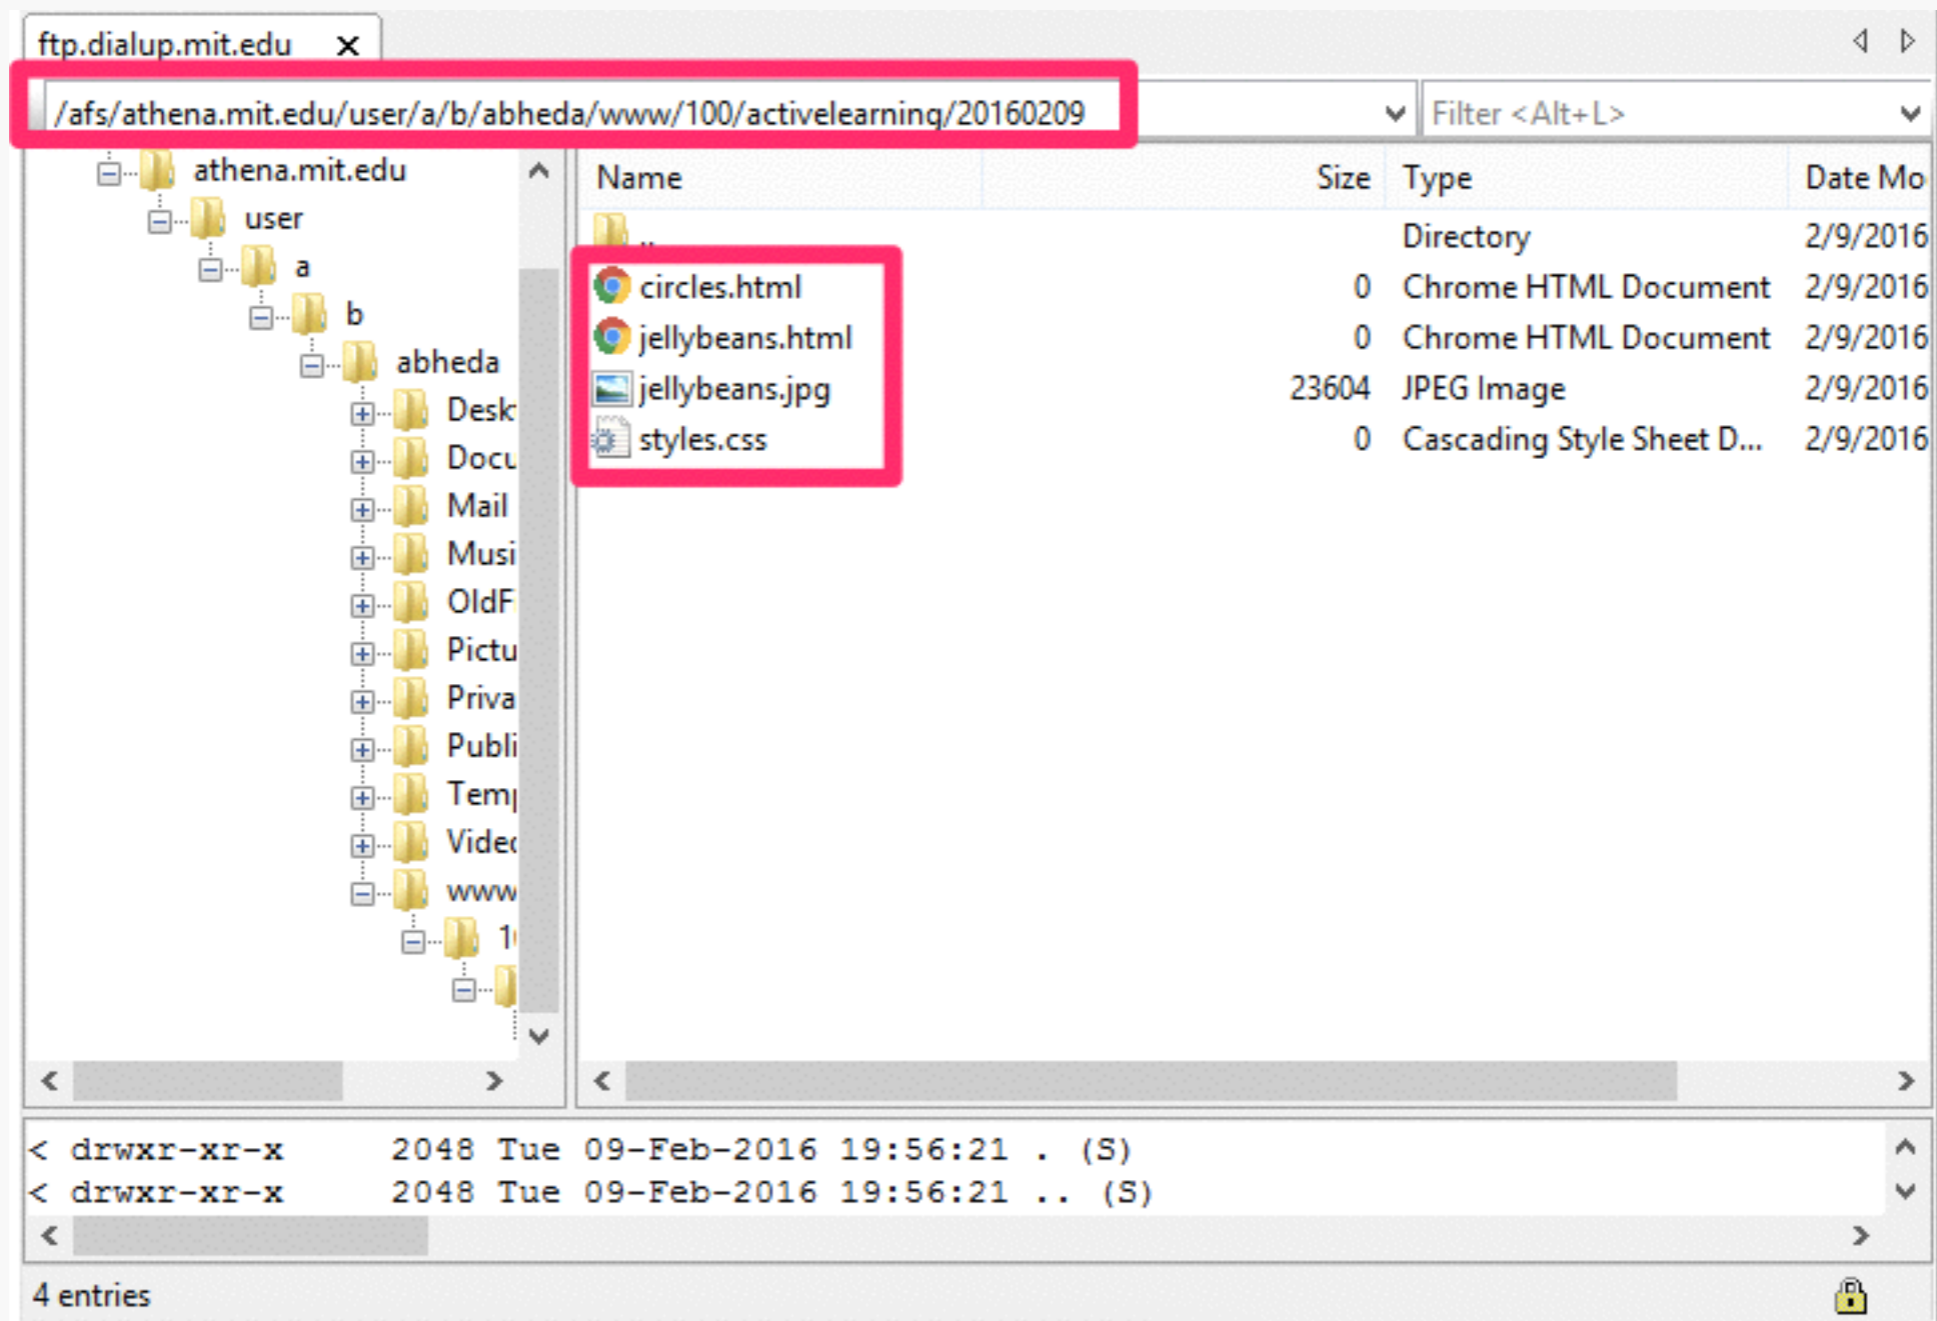 ftp.dialup.mit.edu
/afs/athena.mit.edu/user/a/b/abheda/www/100/activelearning/20160209
Filter <Alt+L>
athena.mit.edu
user
a
b
abheda
Desk
Docu
Mail
Musi
OldF
Pictu
Priva
Publi
Temp
Video
www
10
Name Size Type Date Mo
.. Directory 2/9/2016
circles.html 0 Chrome HTML Document 2/9/2016
jellybeans.html 0 Chrome HTML Document 2/9/2016
jellybeans.jpg 23604 JPEG Image 2/9/2016
styles.css 0 Cascading Style Sheet D... 2/9/2016
< drwxr-xr-x 2048 Tue 09-Feb-2016 19:56:21 . (S)
< drwxr-xr-x 2048 Tue 09-Feb-2016 19:56:21 .. (S)
4 entries